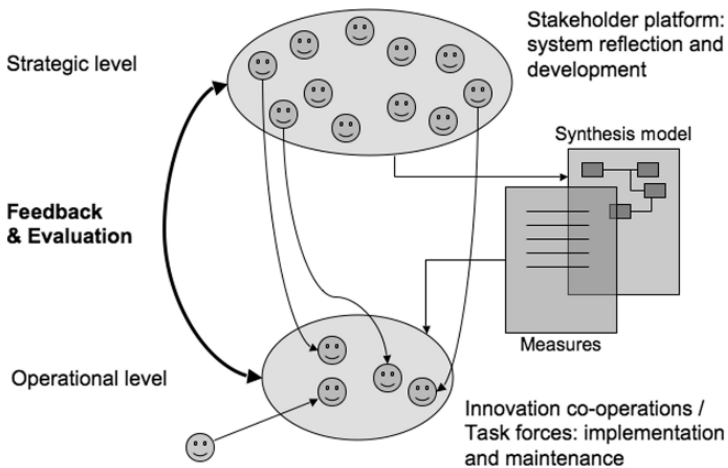 Stakeholder platform:
system reflection and
development
Strategic level
Synthesis model
Feedback
& Evaluation
Measures
Operational level
Innovation co-operations /
Task forces: implementation
and maintenance